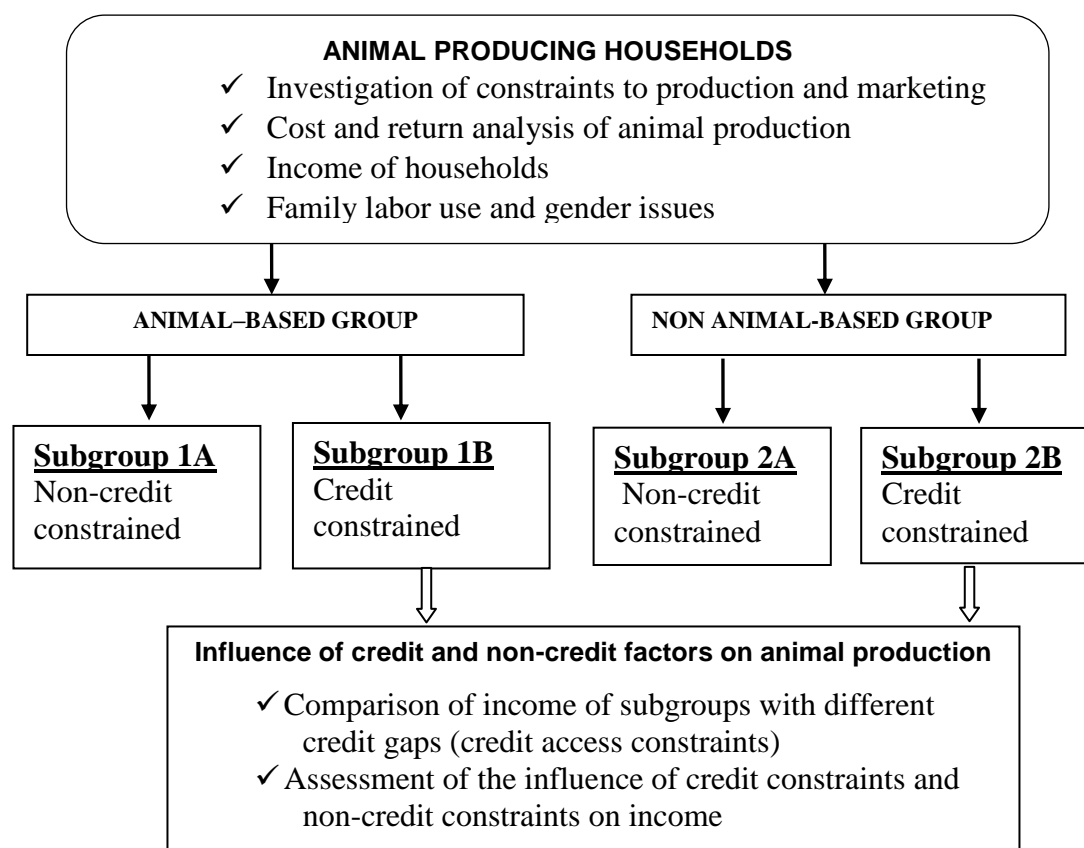 ANIMAL PRODUCING HOUSEHOLDS
✓ Investigation of constraints to production and marketing
✓ Cost and return analysis of animal production
✓ Income of households
✓ Family labor use and gender issues
ANIMAL–BASED GROUP
NON ANIMAL-BASED GROUP
Subgroup 1A
Non-credit
constrained
Subgroup 1B
Credit
constrained
Subgroup 2A
Non-credit
constrained
Subgroup 2B
Credit
constrained
Influence of credit and non-credit factors on animal production
✓ Comparison of income of subgroups with different
credit gaps (credit access constraints)
✓ Assessment of the influence of credit constraints and
non-credit constraints on income